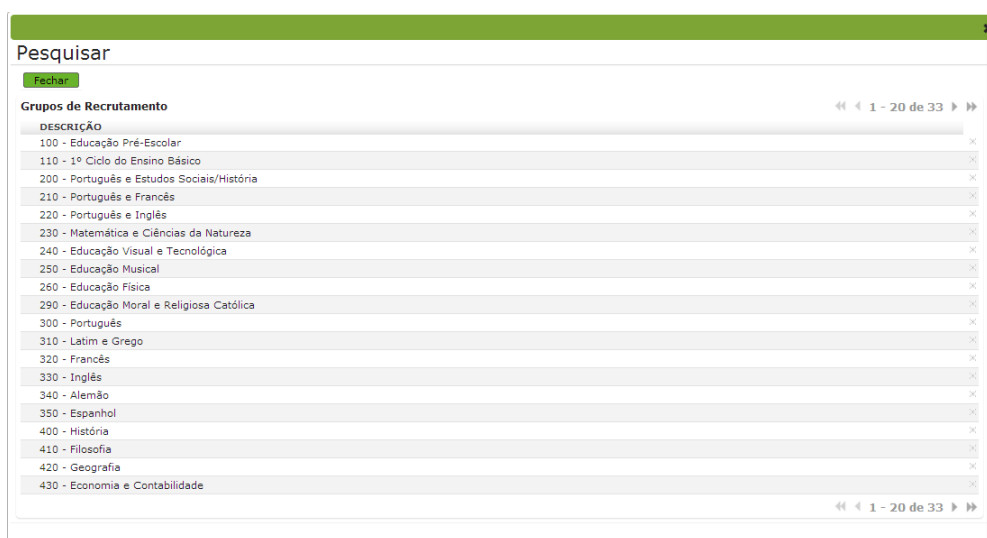 Pesquisar
Fechar
Grupos de Recrutamento
1 - 20 de 33
DESCRIÇÃO
100 - Educação Pré-Escolar
110 - 1º Ciclo do Ensino Básico
200 - Português e Estudos Sociais/História
210 - Português e Francês
220 - Português e Inglês
230 - Matemática e Ciências da Natureza
240 - Educação Visual e Tecnológica
250 - Educação Musical
260 - Educação Física
290 - Educação Moral e Religiosa Católica
300 - Português
310 - Latim e Grego
320 - Francês
330 - Inglês
340 - Alemão
350 - Espanhol
400 - História
410 - Filosofia
420 - Geografia
430 - Economia e Contabilidade
1 - 20 de 33